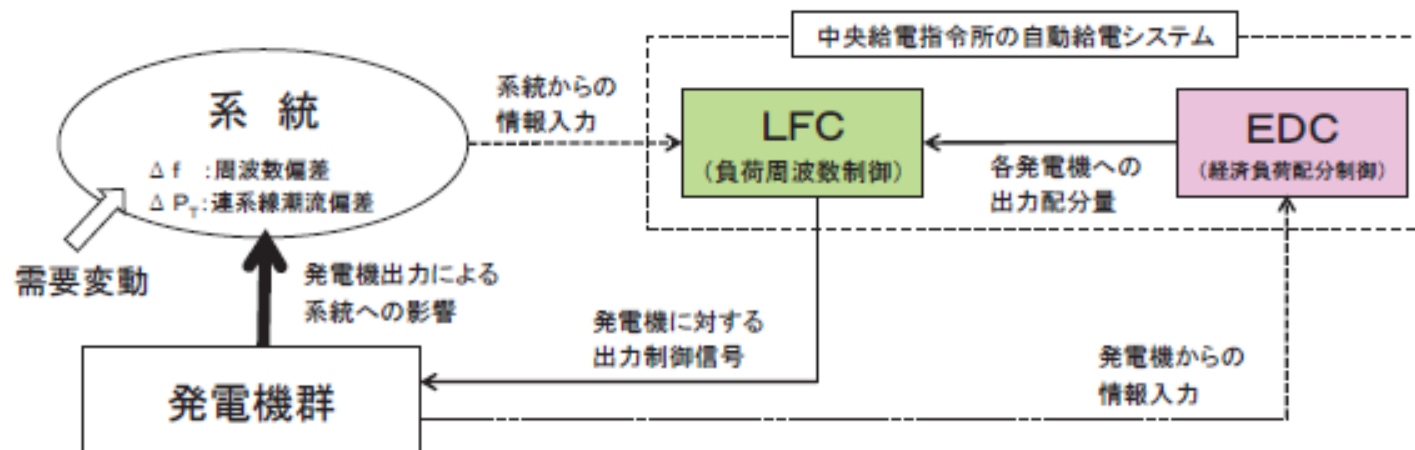 中央給電指令所の自動給電システム
系統
Δf:周波数偏差
ΔPT:連系線潮流偏差
需要変動
系統からの
情報入力
LFC
(負荷周波数制御)
各発電機への
出力配分量
EDC
(経済負荷配分制御)
発電機出力による
系統への影響
発電機に対する
出力制御信号
発電機からの
情報入力
発電機群